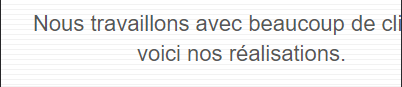 Nous travaillons avec beaucoup de
voici nos réalisations.